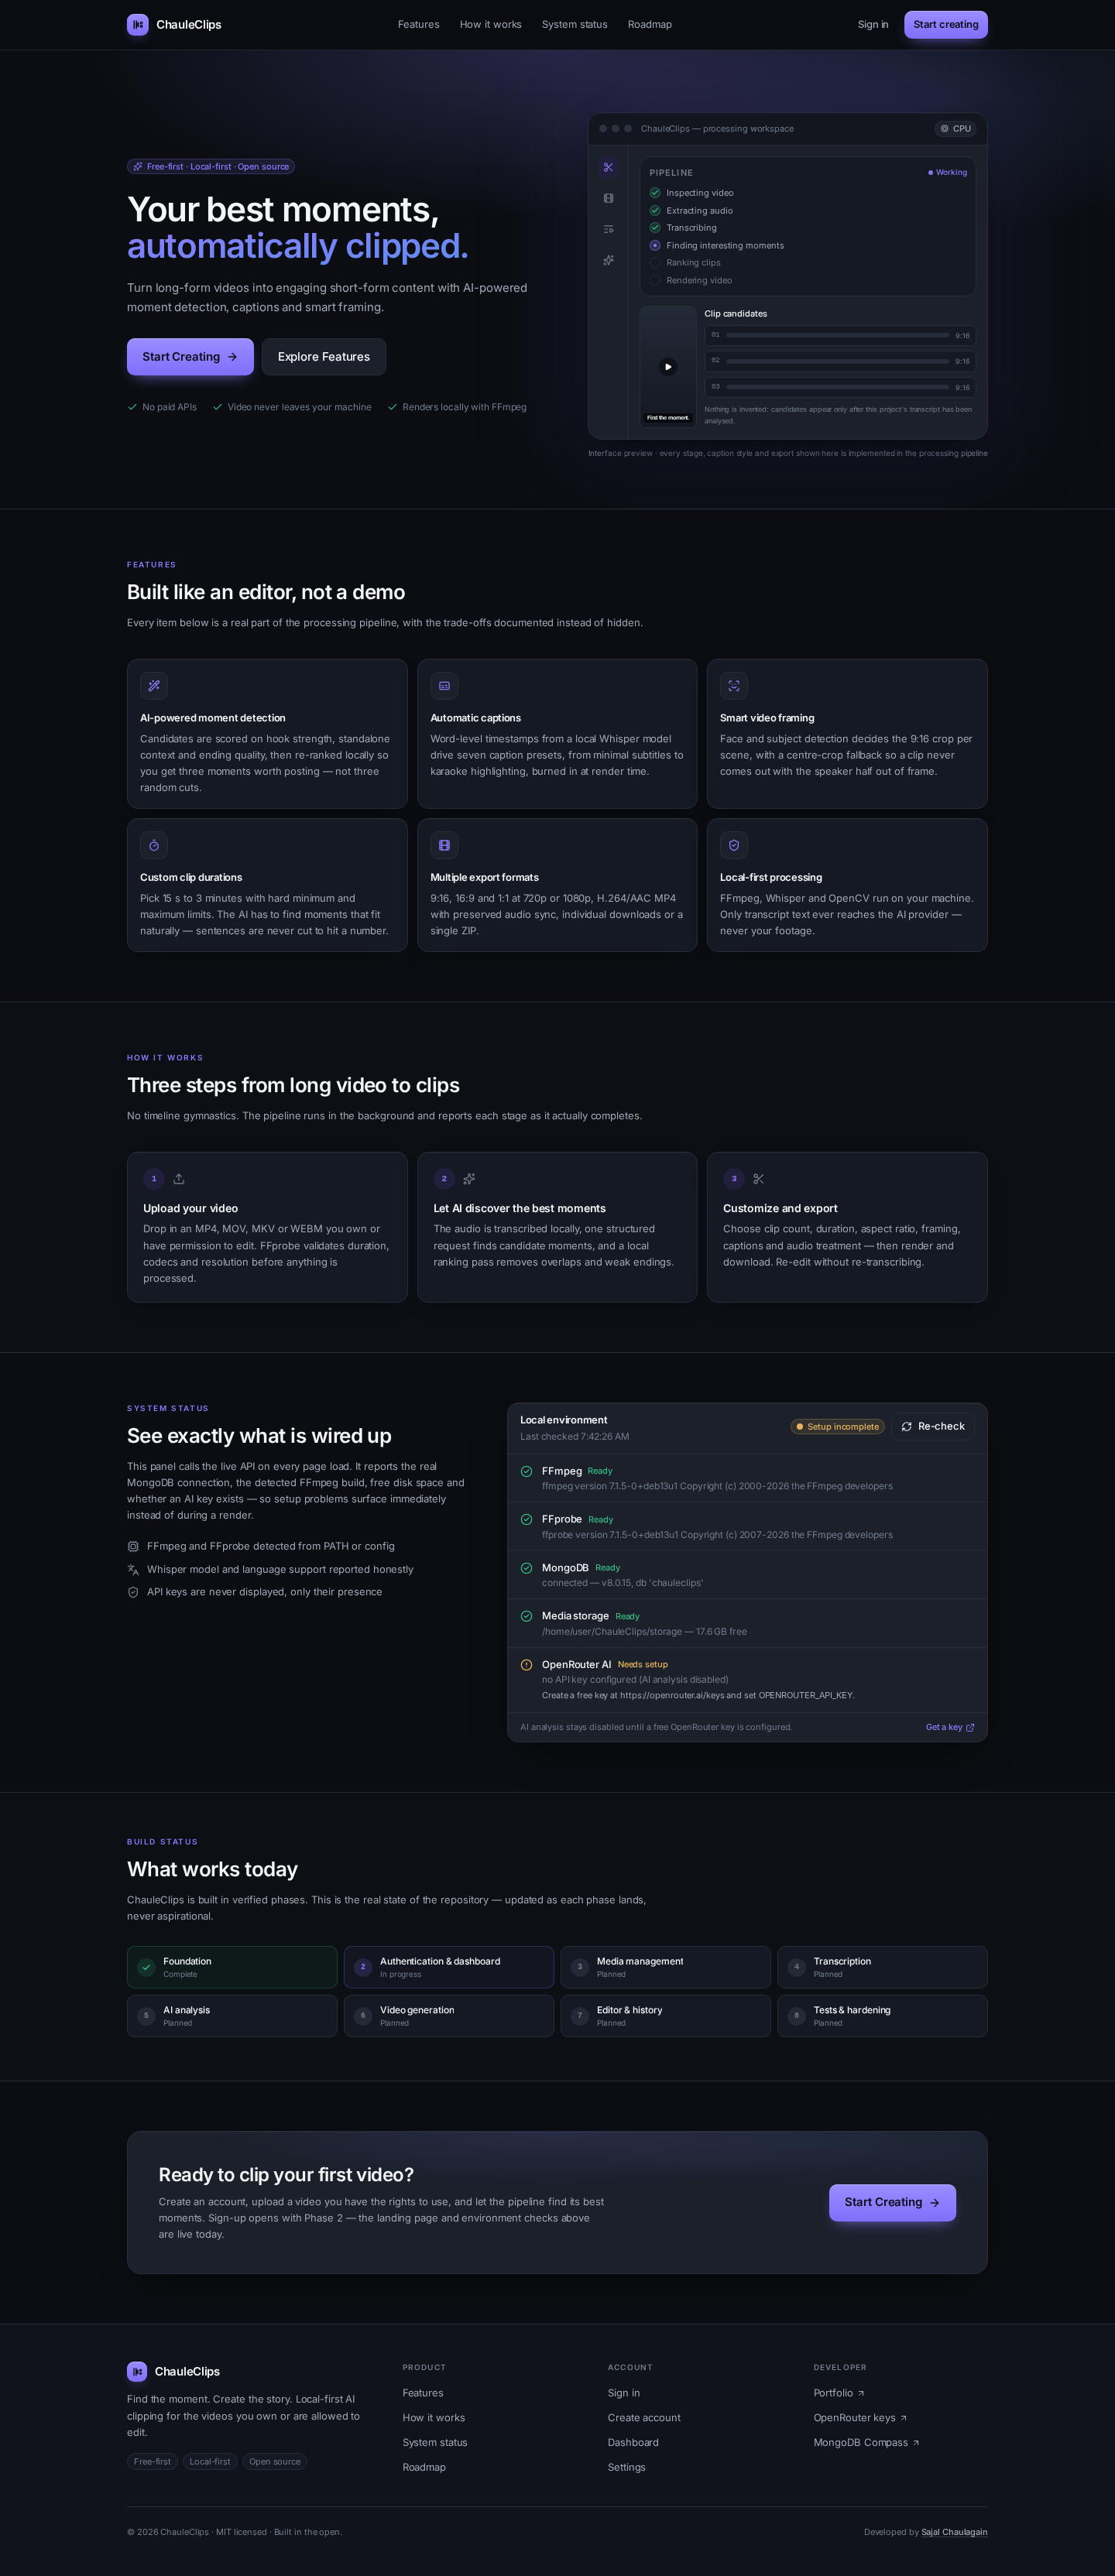 ChauleClips
Features
How it works
System status
Roadmap
Sign in
Start creating
Free-first · Local-first · Open source
Your best moments,
automatically clipped.
Turn long-form videos into engaging short-form content with AI-powered
moment detection, captions and smart framing.
Start Creating
Explore Features
No paid APIs
Video never leaves your machine
Renders locally with FFmpeg
ChauleClips — processing workspace
CPU
PIPELINE
Working
Inspecting video
Extracting audio
Transcribing
Finding interesting moments
Ranking clips
Rendering video
Find the moment.
Clip candidates
01 9:16
02 9:16
03 9:16
Nothing is invented: candidates appear only after this project's transcript has been
analysed.
Interface preview · every stage, caption style and export shown here is implemented in the processing pipeline
FEATURES
Built like an editor, not a demo
Every item below is a real part of the processing pipeline, with the trade-offs documented instead of hidden.
AI-powered moment detection
Candidates are scored on hook strength, standalone
context and ending quality, then re-ranked locally so
you get three moments worth posting — not three
random cuts.
Automatic captions
Word-level timestamps from a local Whisper model
drive seven caption presets, from minimal subtitles to
karaoke highlighting, burned in at render time.
Smart video framing
Face and subject detection decides the 9:16 crop per
scene, with a centre-crop fallback so a clip never
comes out with the speaker half out of frame.
Custom clip durations
Pick 15 s to 3 minutes with hard minimum and
maximum limits. The AI has to find moments that fit
naturally — sentences are never cut to hit a number.
Multiple export formats
9:16, 16:9 and 1:1 at 720p or 1080p, H.264/AAC MP4
with preserved audio sync, individual downloads or a
single ZIP.
Local-first processing
FFmpeg, Whisper and OpenCV run on your machine.
Only transcript text ever reaches the AI provider —
never your footage.
HOW IT WORKS
Three steps from long video to clips
No timeline gymnastics. The pipeline runs in the background and reports each stage as it actually completes.
1
Upload your video
Drop in an MP4, MOV, MKV or WEBM you own or
have permission to edit. FFprobe validates duration,
codecs and resolution before anything is
processed.
2
Let AI discover the best moments
The audio is transcribed locally, one structured
request finds candidate moments, and a local
ranking pass removes overlaps and weak endings.
3
Customize and export
Choose clip count, duration, aspect ratio, framing,
captions and audio treatment — then render and
download. Re-edit without re-transcribing.
SYSTEM STATUS
See exactly what is wired up
This panel calls the live API on every page load. It reports the real
MongoDB connection, the detected FFmpeg build, free disk space and
whether an AI key exists — so setup problems surface immediately
instead of during a render.
FFmpeg and FFprobe detected from PATH or config
Whisper model and language support reported honestly
API keys are never displayed, only their presence
Local environment
Last checked 7:42:26 AM
Setup incomplete
Re-check
FFmpeg Ready
ffmpeg version 7.1.5-0+deb13u1 Copyright (c) 2000-2026 the FFmpeg developers
FFprobe Ready
ffprobe version 7.1.5-0+deb13u1 Copyright (c) 2007-2026 the FFmpeg developers
MongoDB Ready
connected — v8.0.15, db 'chauleclips'
Media storage Ready
/home/user/ChauleClips/storage — 17.6 GB free
OpenRouter AI Needs setup
no API key configured (AI analysis disabled)
Create a free key at https://openrouter.ai/keys and set OPENROUTER_API_KEY.
AI analysis stays disabled until a free OpenRouter key is configured.
Get a key
BUILD STATUS
What works today
ChauleClips is built in verified phases. This is the real state of the repository — updated as each phase lands,
never aspirational.
Foundation
Complete
2
Authentication & dashboard
In progress
3
Media management
Planned
4
Transcription
Planned
5
AI analysis
Planned
6
Video generation
Planned
7
Editor & history
Planned
8
Tests & hardening
Planned
Ready to clip your first video?
Create an account, upload a video you have the rights to use, and let the pipeline find its best
moments. Sign-up opens with Phase 2 — the landing page and environment checks above
are live today.
Start Creating
ChauleClips
Find the moment. Create the story. Local-first AI
clipping for the videos you own or are allowed to
edit.
Free-first
Local-first
Open source
PRODUCT
Features
How it works
System status
Roadmap
ACCOUNT
Sign in
Create account
Dashboard
Settings
DEVELOPER
Portfolio
OpenRouter keys
MongoDB Compass
© 2026 ChauleClips · MIT licensed · Built in the open.
Developed by Sajal Chaulagain